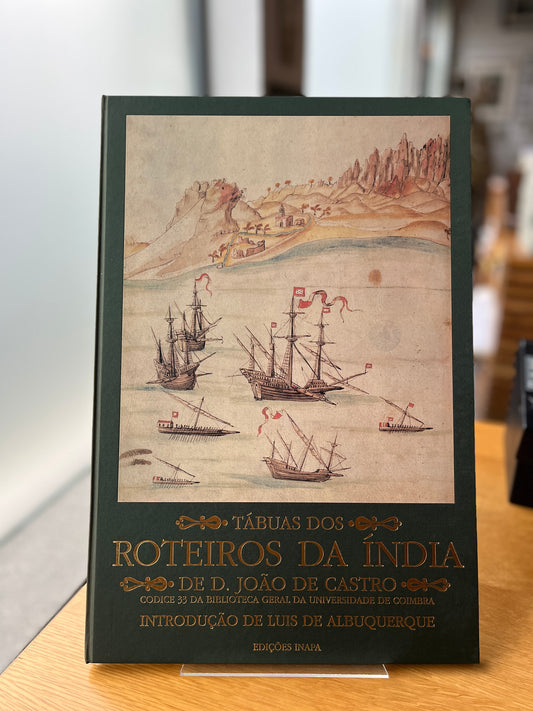 TÁBUAS DOS
ROTEIROS DA ÍNDIA
DE D. JOÃO DE CASTRO
CODICE 33 DA BIBLIOTECA GERAL DA UNIVERSIDADE DE COIMBRA
INTRODUÇÃO DE LUIS DE ALBUQUERQUE
EDIÇÕES INAPA